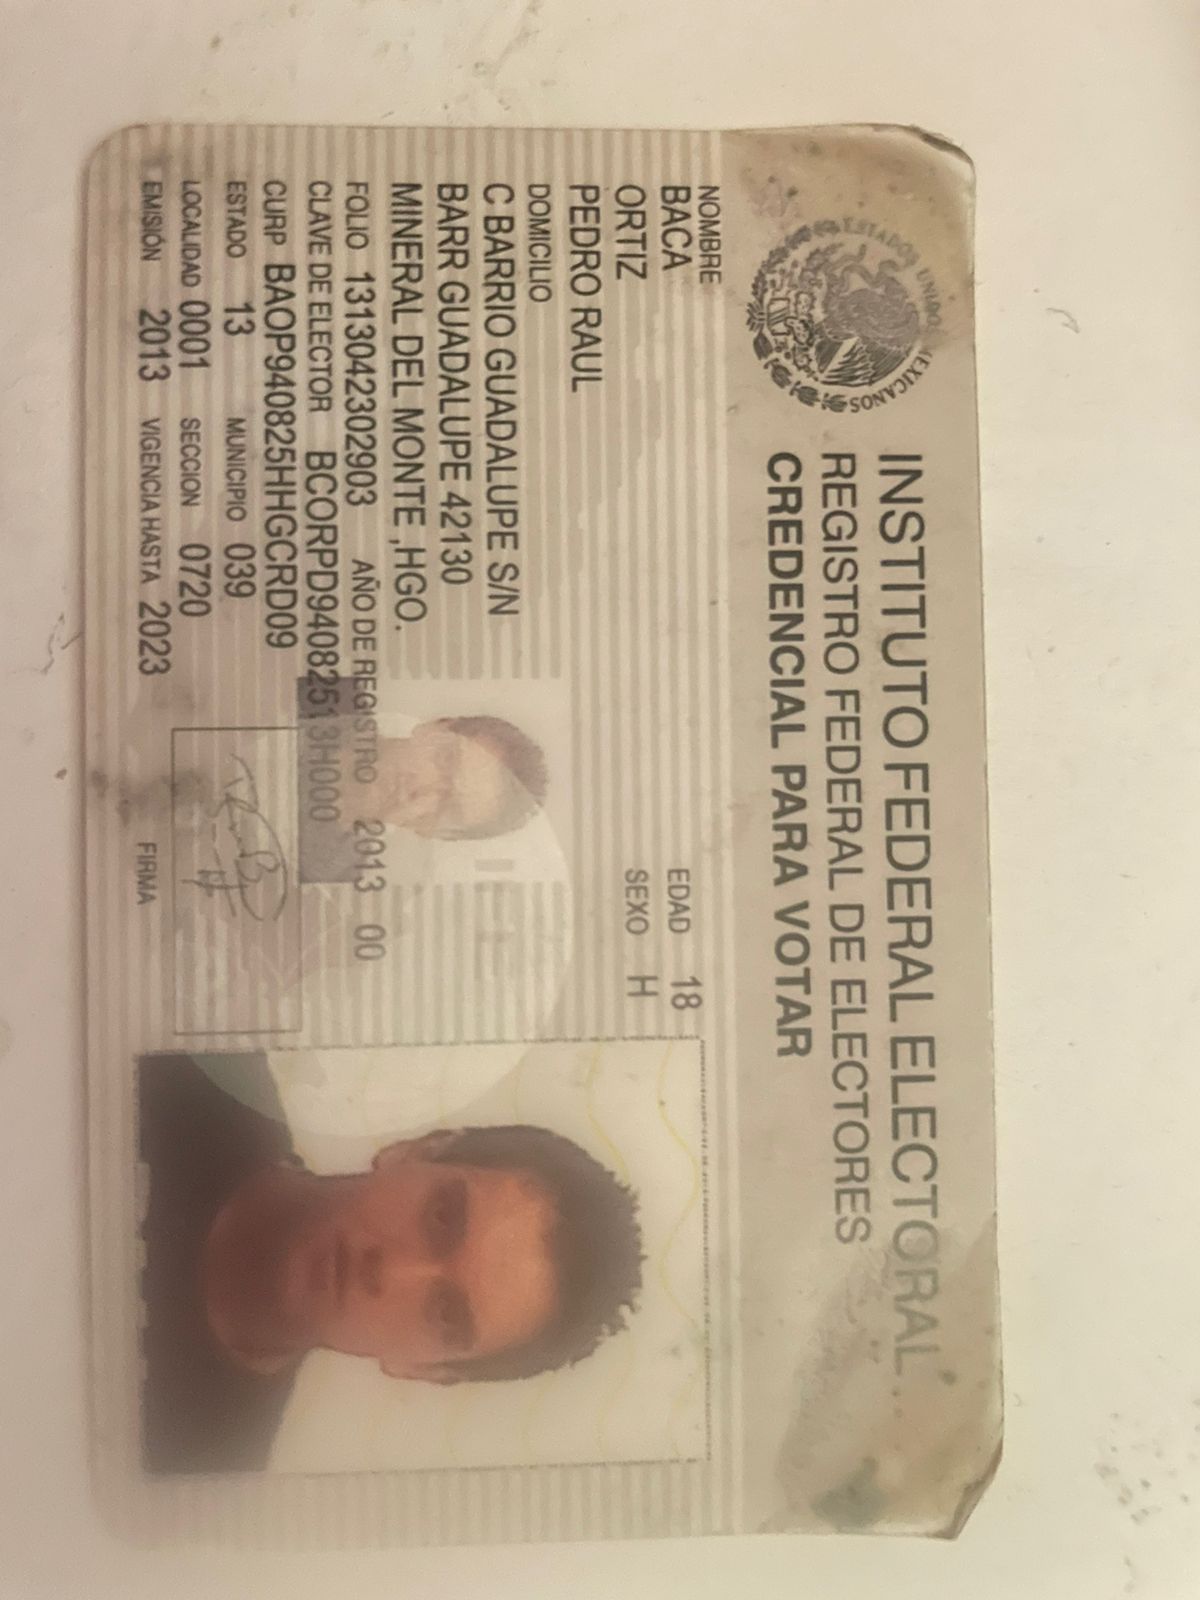 ESTADOS UNIDOS MEXICANOS
INSTITUTO FEDERAL ELECTORAL
REGISTRO FEDERAL DE ELECTORES
CREDENCIAL PARA VOTAR
NOMBRE
BACA
ORTIZ
PEDRO RAUL
EDAD 18
SEXO H
DOMICILIO
C BARRIO GUADALUPE S/N
BARR GUADALUPE 42130
MINERAL DEL MONTE ,HGO.
FOLIO 1313042302903 AÑO DE REGISTRO 2013 00
CLAVE DE ELECTOR BCORPD94082513H000
CURP BAOP940825HHGCRD09
ESTADO 13 MUNICIPIO 039
LOCALIDAD 0001 SECCION 0720
EMISIÓN 2013 VIGENCIA HASTA 2023
FIRMA
IFE